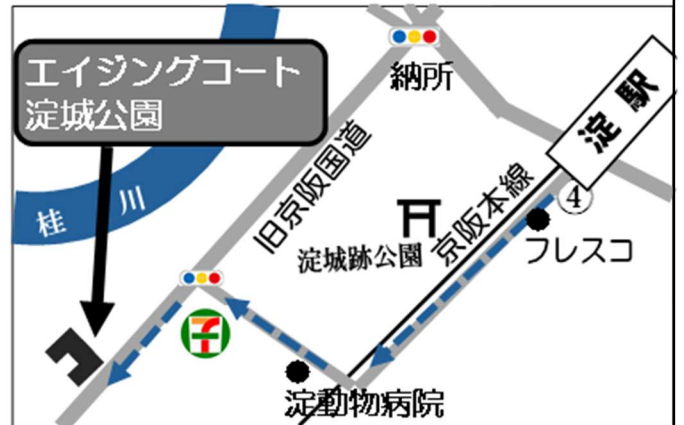 エイジングコート
淀城公園
納所
淀駅
桂川
旧京阪国道
京阪本線
④
淀城跡公園
フレスコ
淀動物病院